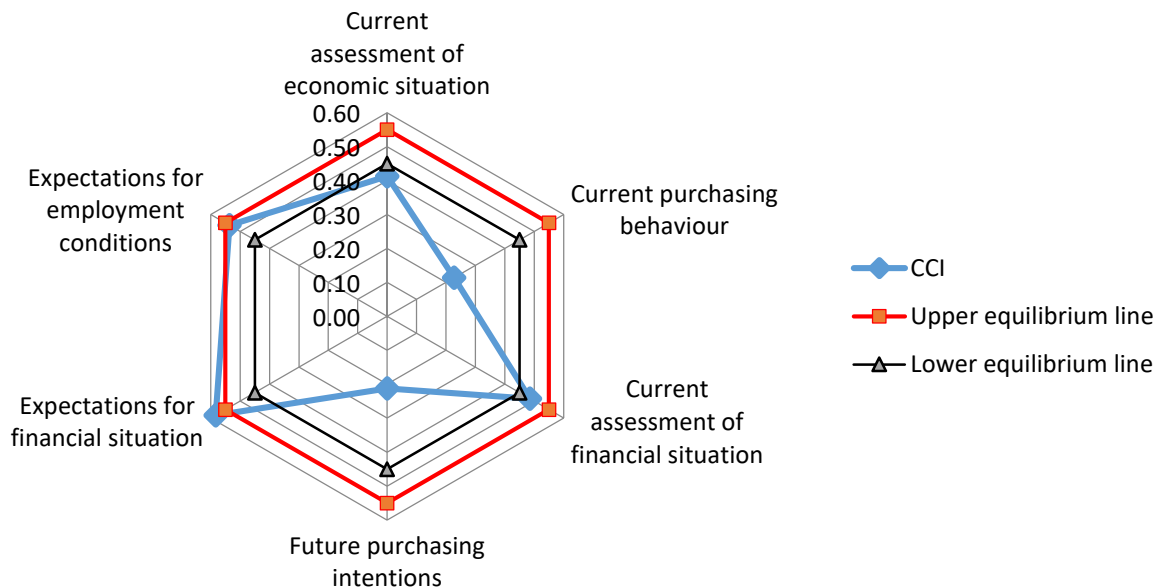 Current
assessment of
economic situation
0.60
0.50
0.40
0.30
0.20
0.10
0.00
Expectations for
employment
conditions
Current purchasing
behaviour
CCI
Upper equilibrium line
Lower equilibrium line
Expectations for
financial situation
Current
assessment of
financial situation
Future purchasing
intentions